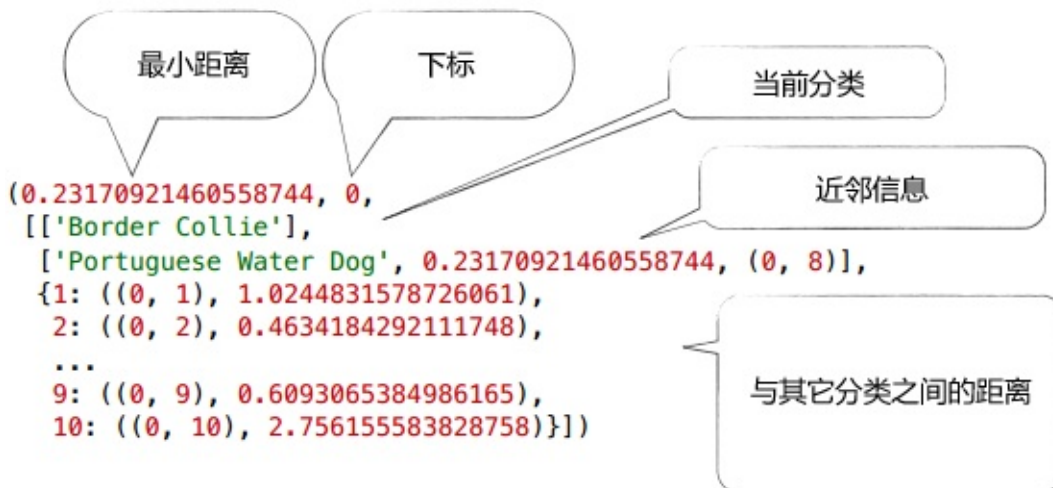 最小距离
下标
当前分类
近邻信息
(0.23170921460558744, 0,
[['Border Collie'],
['Portuguese Water Dog', 0.23170921460558744, (0, 8)],
{1: ((0, 1), 1.0244831578726061),
2: ((0, 2), 0.4634184292111748),
...
9: ((0, 9), 0.6093065384986165),
10: ((0, 10), 2.756155583828758)}])
与其它分类之间的距离